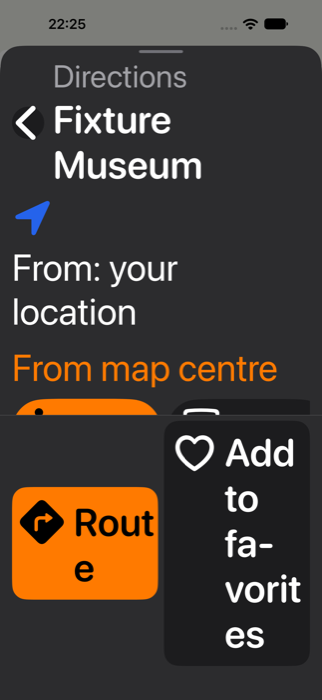 22:25
Directions
Fixture
Museum
From: your
location
From map centre
Rout
e
Add
to
fa-
vorit
es